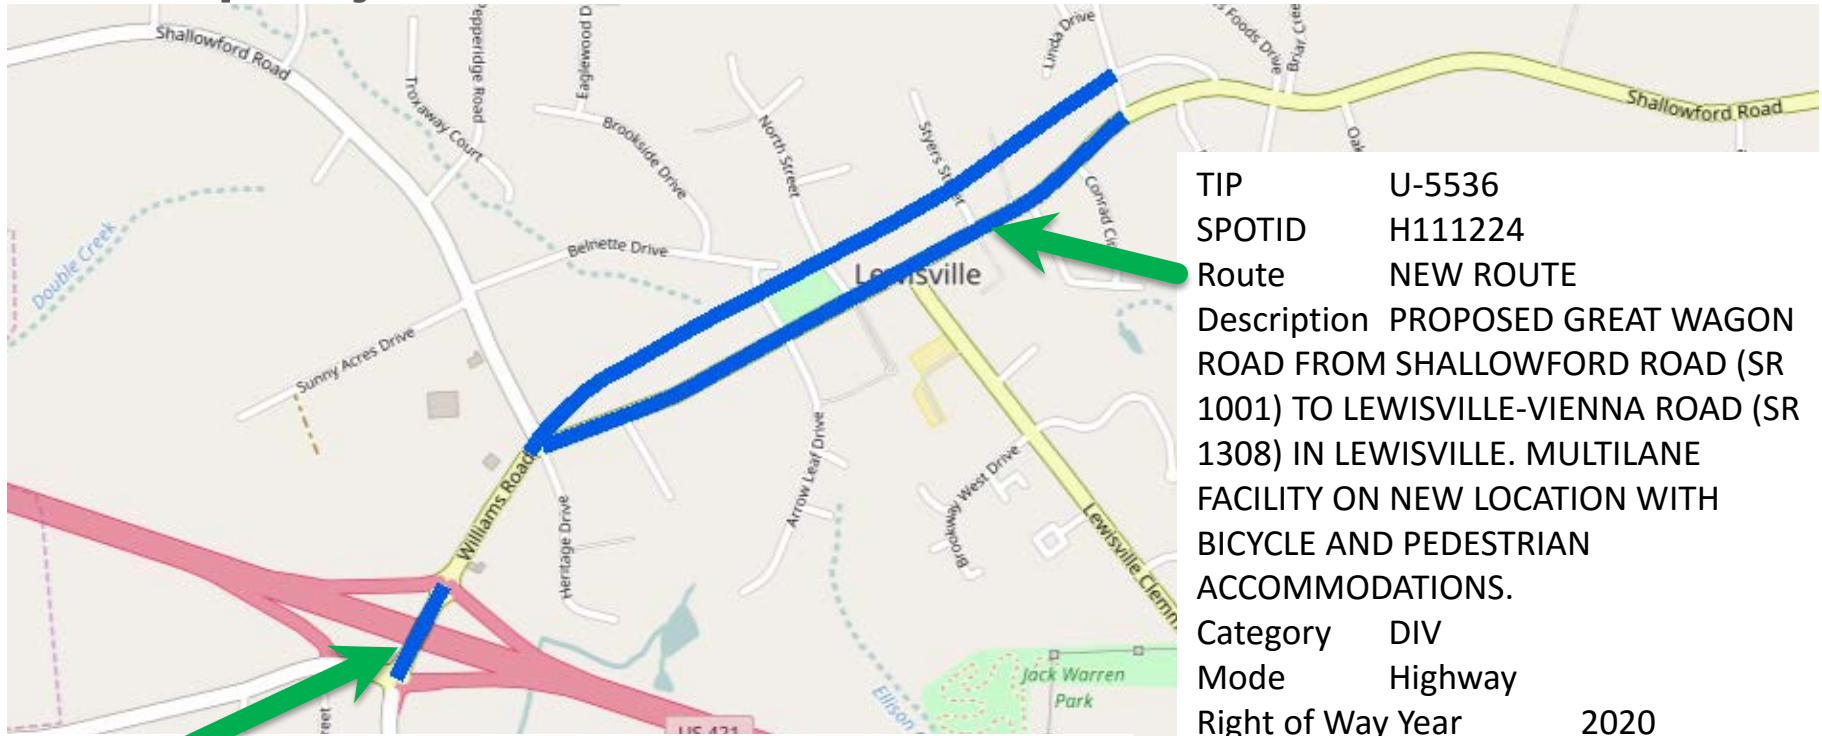 Shallowford Road
Pepperidge Road
Eaglewood D
Linda Drive
Foods Drive
Briar Cree
Troxaway Court
Brookside Drive
North Street
Styers Street
Oak
Shallowford Road
Conrad Cir
Double Creek
Belnette Drive
Lewisville
Sunny Acres Drive
Arrow Leaf Drive
Brookway West Drive
Williams Road
Heritage Drive
Lewisville Clemm
Jack Warren
Park
Ellison
reet
US 421
TIP U-5536
SPOTID H111224
Route NEW ROUTE
Description PROPOSED GREAT WAGON
ROAD FROM SHALLOWFORD ROAD (SR
1001) TO LEWISVILLE-VIENNA ROAD (SR
1308) IN LEWISVILLE. MULTILANE
FACILITY ON NEW LOCATION WITH
BICYCLE AND PEDESTRIAN
ACCOMMODATIONS.
Category DIV
Mode Highway
Right of Way Year 2020